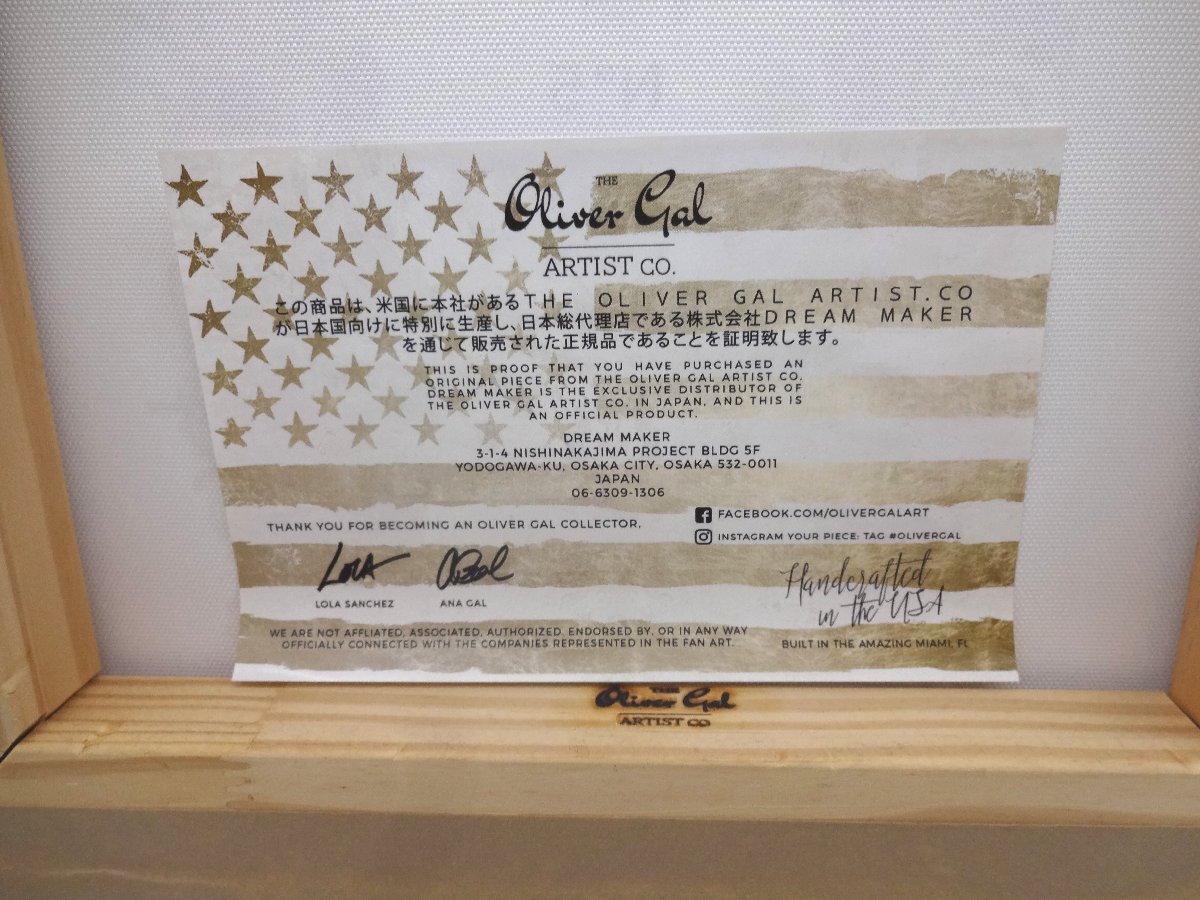 THE
Oliver Gal
ARTIST CO.
この商品は、米国に本社があるTHE OLIVER GAL ARTIST.CO
が日本国向けに特別に生産し、日本総代理店である株式会社DREAM MAKER
を通じて販売された正規品であることを証明致します。
THIS IS PROOF THAT YOU HAVE PURCHASED AN
ORIGINAL PIECE FROM THE OLIVER GAL ARTIST CO.
DREAM MAKER IS THE EXCLUSIVE DISTRIBUTOR OF
THE OLIVER GAL ARTIST CO. IN JAPAN, AND THIS IS
AN OFFICIAL PRODUCT.
DREAM MAKER
3-1-4 NISHINAKAJIMA PROJECT BLDG 5F
YODOGAWA-KU, OSAKA CITY, OSAKA 532-0011
JAPAN
06-6309-1306
THANK YOU FOR BECOMING AN OLIVER GAL COLLECTOR,
FACEBOOK.COM/OLIVERGALART
INSTAGRAM YOUR PIECE: TAG #OLIVERGAL
LOLA
LOLA SANCHEZ
ANA GAL
Handcrafted
in the USA
WE ARE NOT AFFLIATED, ASSOCIATED, AUTHORIZED, ENDORSED BY, OR IN ANY WAY
OFFICIALLY CONNECTED WITH THE COMPANIES REPRESENTED IN THE FAN ART.
BUILT IN THE AMAZING MIAMI, FL
THE
Oliver Gal
ARTIST CO